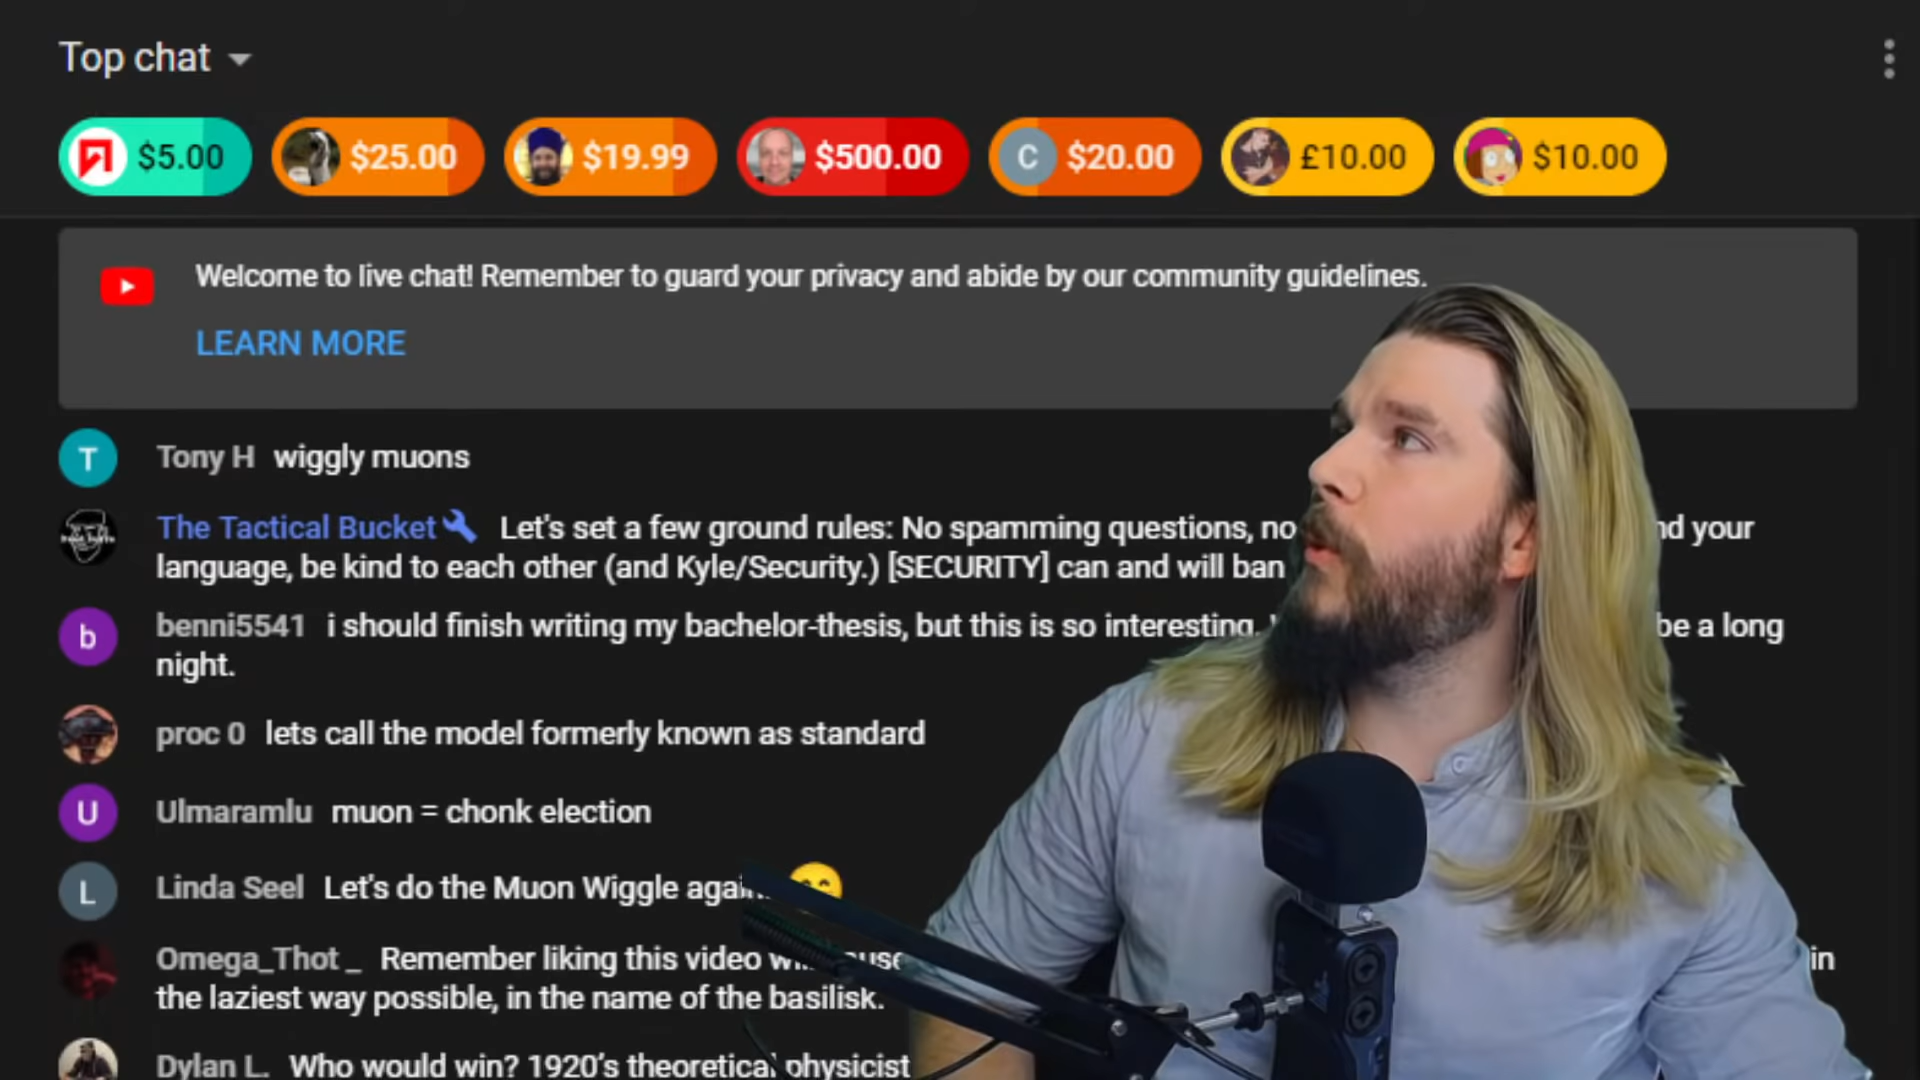 Top chat
$5.00 $25.00 $19.99 $500.00 C $20.00 £10.00 $10.00
Welcome to live chat! Remember to guard your privacy and abide by our community guidelines.
LEARN MORE
T Tony H wiggly muons
The Tactical Bucket Let's set a few ground rules: No spamming questions, no your
language, be kind to each other (and Kyle/Security.) [SECURITY] can and will ban
b benni5541 i should finish writing my bachelor-thesis, but this is so interesting. be a long
night.
proc 0 lets call the model formerly known as standard
U Ulmaramlu muon = chonk election
L Linda Seel Let's do the Muon Wiggle again
Omega_Thot_ Remember liking this video in
the laziest way possible, in the name of the basilisk.
Dylan L. Who would win? 1920's theoretical physicist